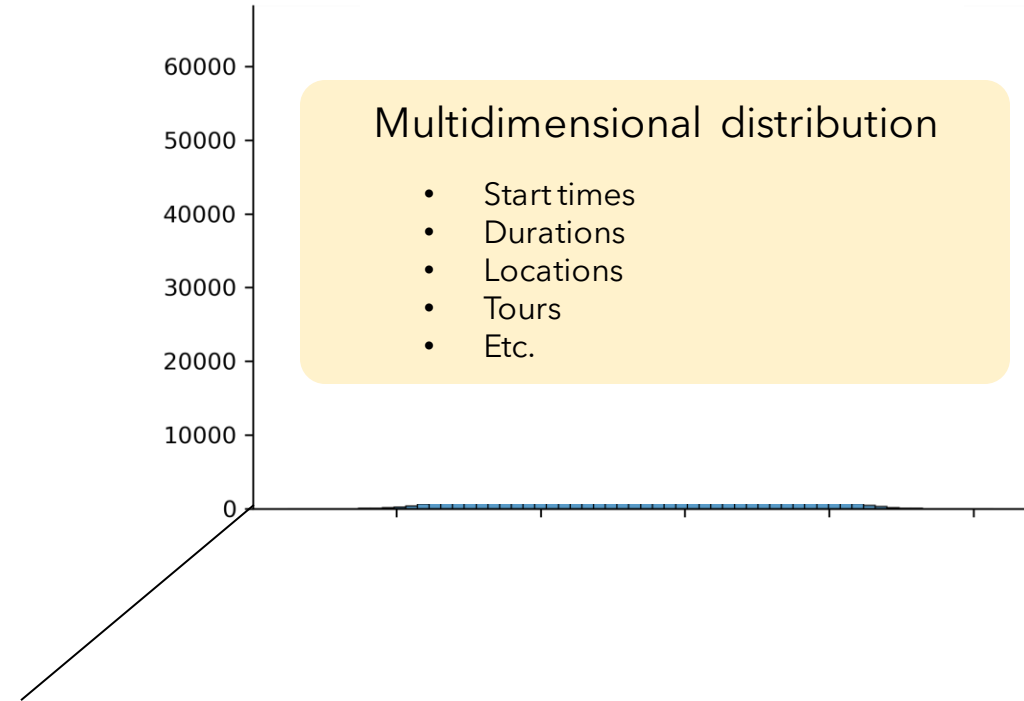 60000
50000
40000
30000
20000
10000
0
Multidimensional distribution
• Start times
• Durations
• Locations
• Tours
• Etc.